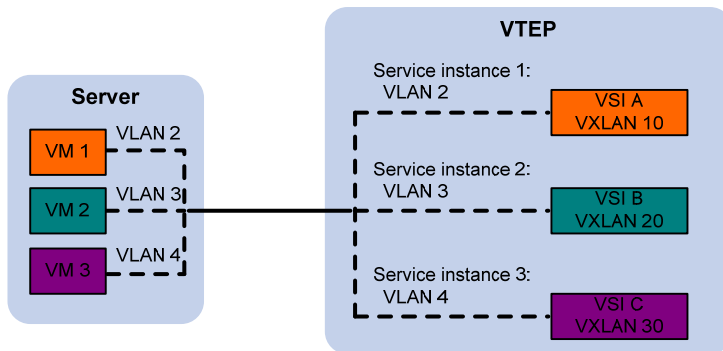 Server
VM 1
VLAN 2
VM 2
VLAN 3
VM 3
VLAN 4
VTEP
Service instance 1:
VLAN 2
VSI A
VXLAN 10
Service instance 2:
VLAN 3
VSI B
VXLAN 20
Service instance 3:
VLAN 4
VSI C
VXLAN 30